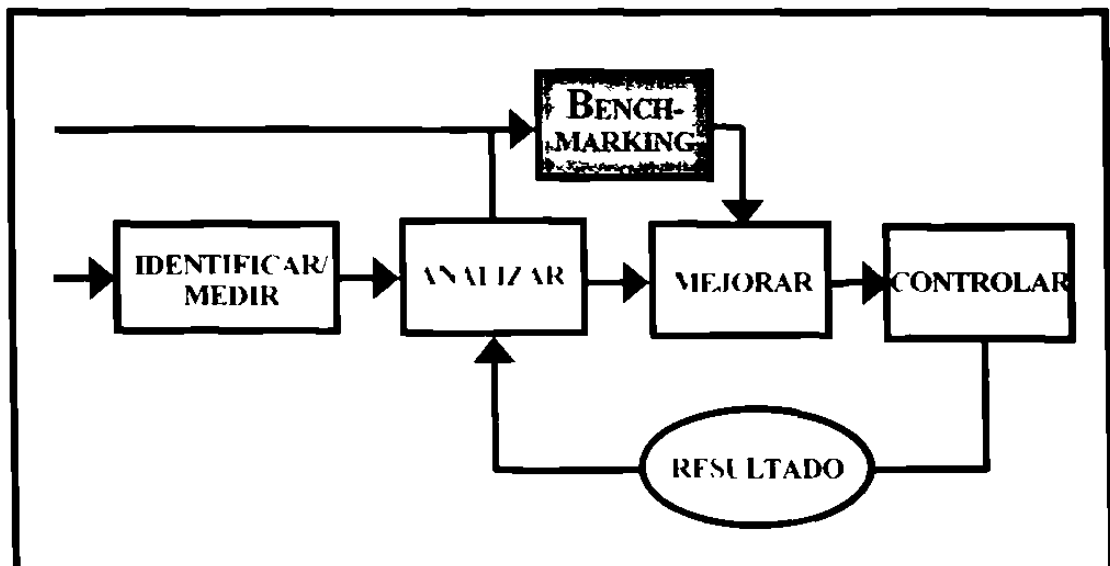 BENCH-
MARKING
IDENTIFICAR/
MEDIR
ANALIZAR
MEJORAR
CONTROLAR
RESULTADO